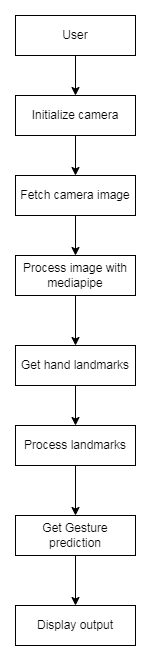 User
Initialize camera
Fetch camera image
Process image with
mediapipe
Get hand landmarks
Process landmarks
Get Gesture
prediction
Display output